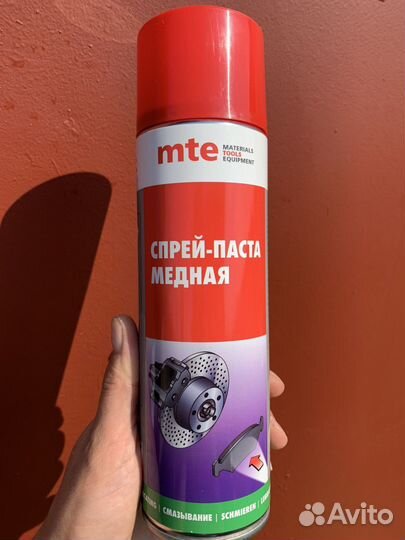 mte
MATERIALS
TOOLS
EQUIPMENT
СПРЕЙ-ПАСТА
МЕДНАЯ
СМАЗЫВАНИЕ | SCHMIEREN |
Avito